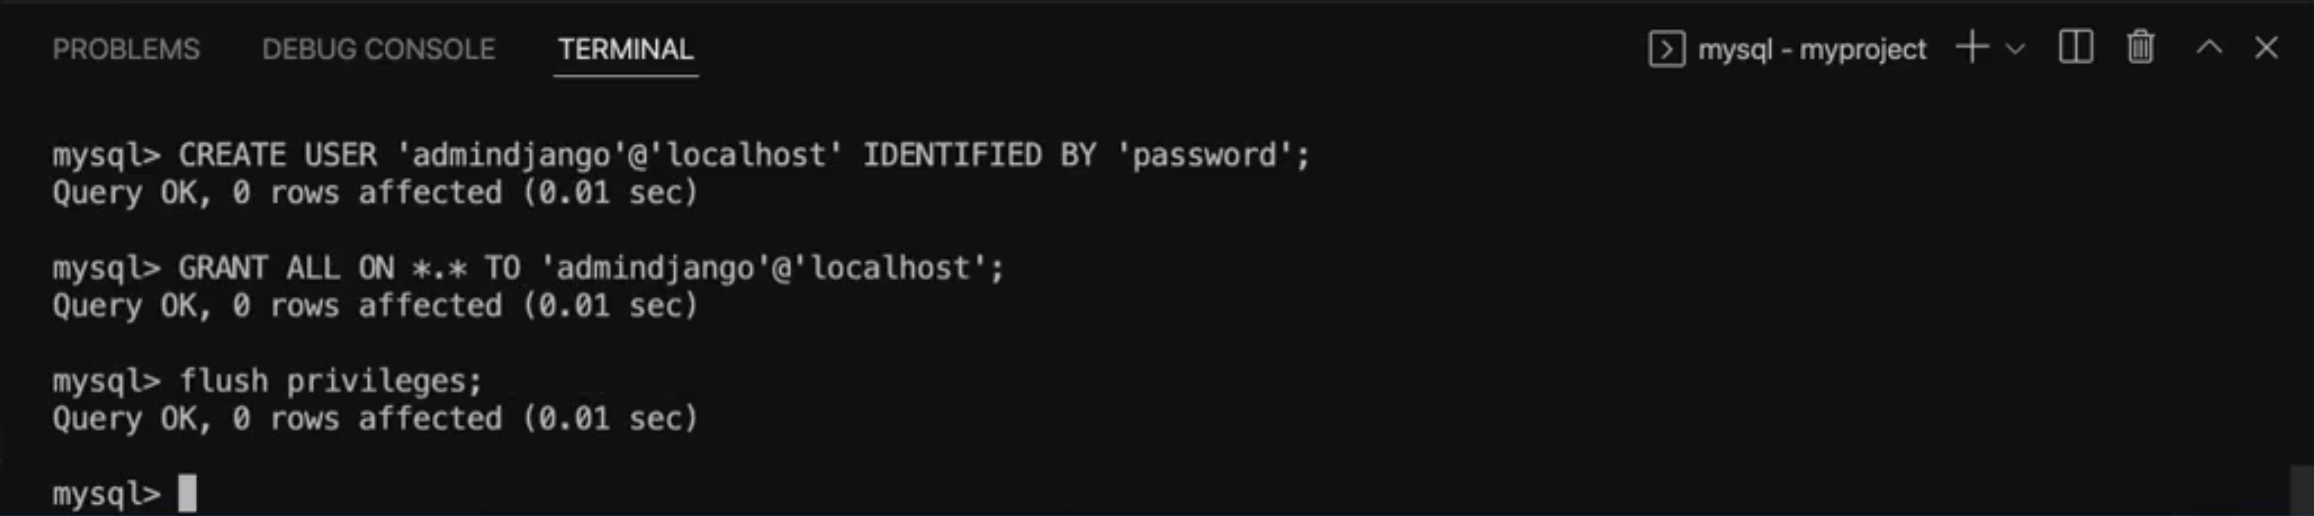 PROBLEMS DEBUG CONSOLE TERMINAL mysql - myproject
mysql> CREATE USER 'admindjango'@'localhost' IDENTIFIED BY 'password';
Query OK, 0 rows affected (0.01 sec)
mysql> GRANT ALL ON *.* TO 'admindjango'@'localhost';
Query OK, 0 rows affected (0.01 sec)
mysql> flush privileges;
Query OK, 0 rows affected (0.01 sec)
mysql>